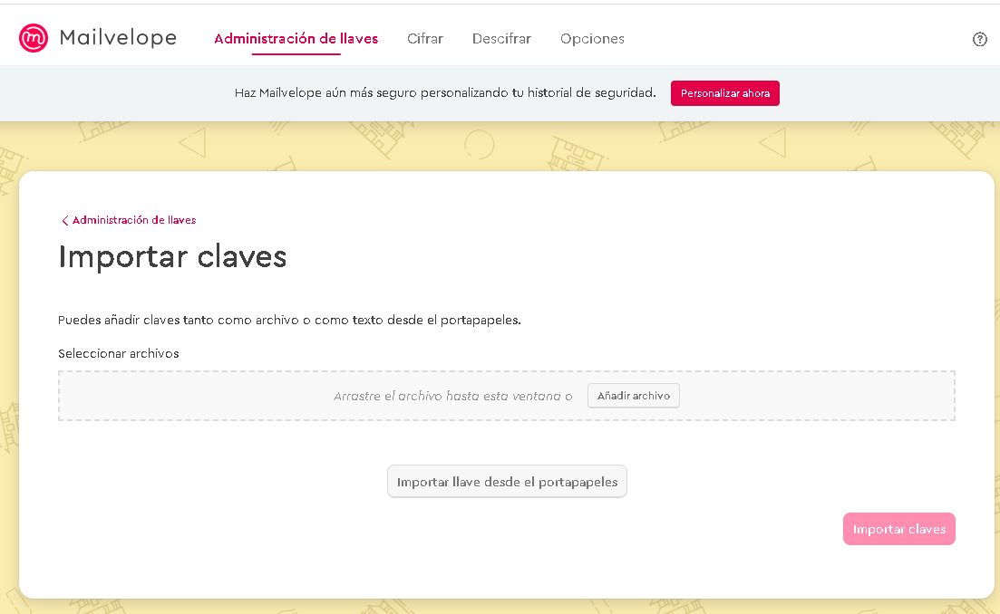 Mailvelope
Administración de llaves Cifrar Descifrar Opciones
Haz Mailvelope aún más seguro personalizando tu historial de seguridad. Personalizar ahora
Administración de llaves
Importar claves
Puedes añadir claves tanto como archivo o como texto desde el portapapeles.
Seleccionar archivos
Arrastre el archivo hasta esta ventana o Añadir archivo
Importar llave desde el portapapeles
Importar claves